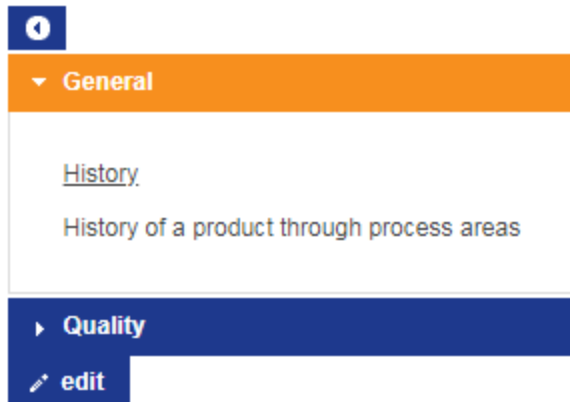 General
History
History of a product through process areas
Quality
edit